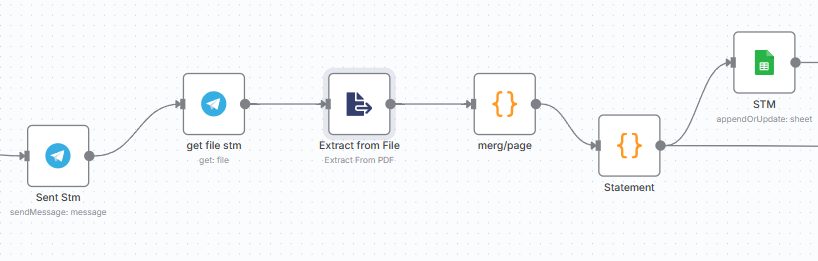 STM
appendOrUpdate: sheet
get file stm
get: file
Extract from File
Extract From PDF
merg/page
Statement
Sent Stm
sendMessage: message